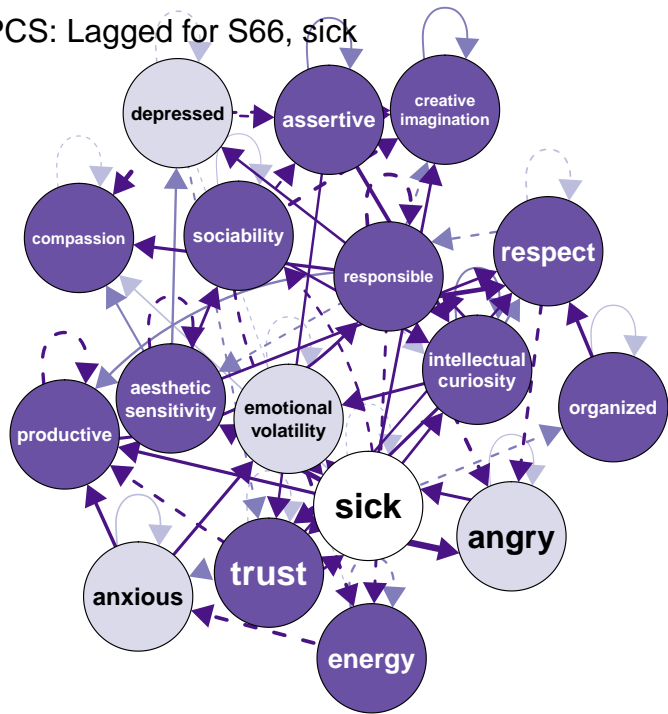 PCS: Lagged for S66, sick
depressed
assertive
creative
imagination
compassion
sociability
responsible
respect
aesthetic
sensitivity
emotional
volatility
intellectual
curiosity
organized
productive
sick
angry
trust
anxious
energy